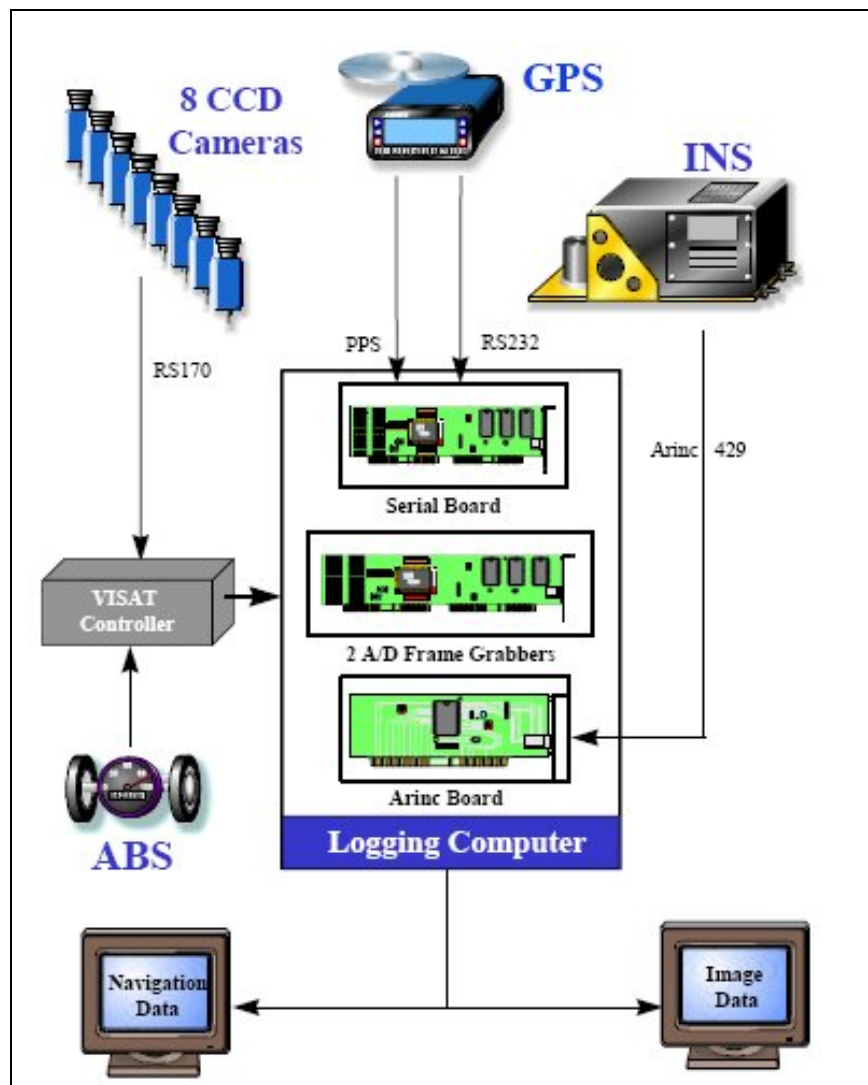 8 CCD
Cameras
GPS
INS
RS170
PPS
RS232
Arinc 429
Serial Board
VISAT
Controller
2 A/D Frame Grabbers
Arinc Board
ABS
Logging Computer
Navigation
Data
Image
Data